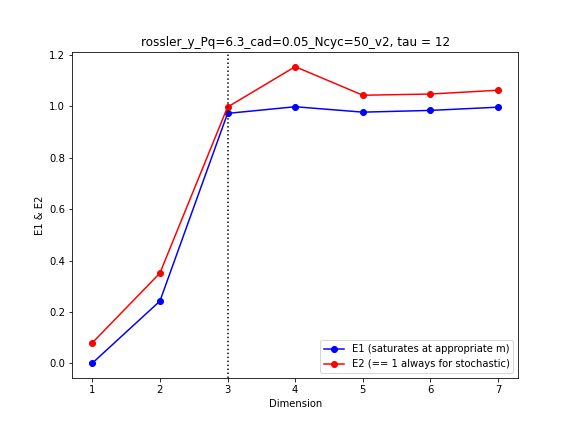 rossler_y_Pq=6.3_cad=0.05_Ncyc=50_v2, tau = 12
1.2
1.0
0.8
0.6
0.4
0.2
0.0
E1 & E2
E1 (saturates at appropriate m)
E2 (== 1 always for stochastic)
1 2 3 4 5 6 7
Dimension